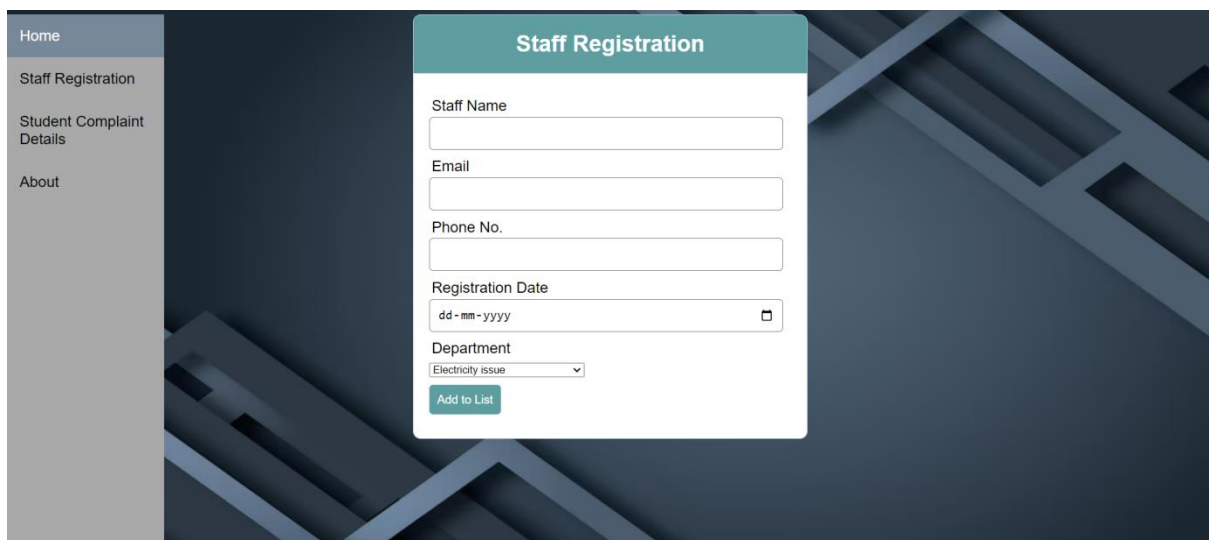 Home
Staff Registration
Student Complaint
Details
About
Staff Registration
Staff Name
Email
Phone No.
Registration Date
dd-mm-yyyy
Department
Electricity issue
Add to List